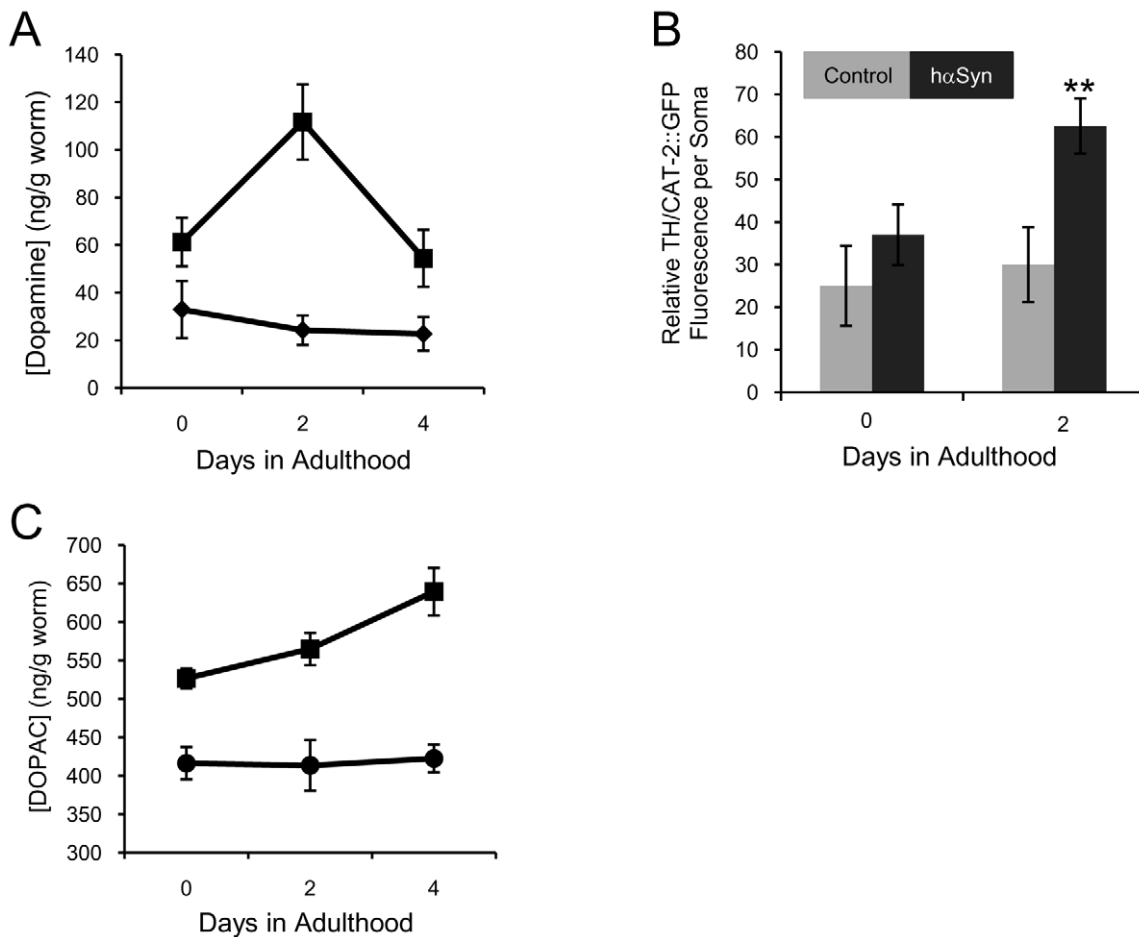 A
[Dopamine] (ng/g worm)
140
120
100
80
60
40
20
0
0 2 4
Days in Adulthood
B
Relative TH/CAT-2::GFP
Fluorescence per Soma
80
70
60
50
40
30
20
10
0
Control hαSyn
**
0 2
Days in Adulthood
C
[DOPAC] (ng/g worm)
700
650
600
550
500
450
400
350
300
0 2 4
Days in Adulthood